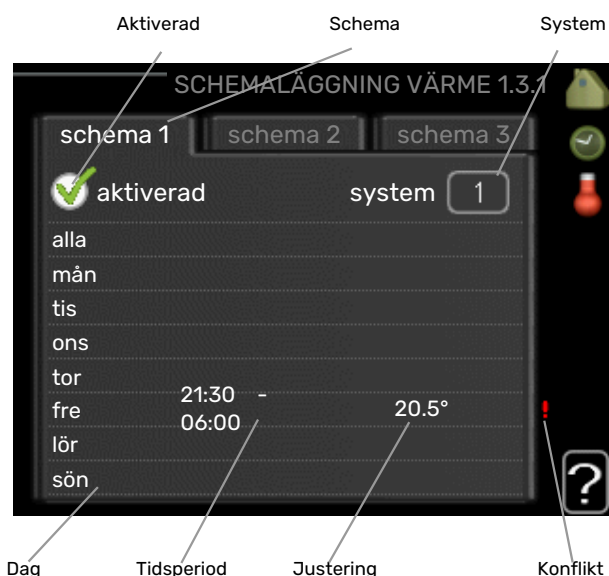 Aktiverad Schema System
SCHEMALÄGGNING VÄRME 1.3.1
schema 1 schema 2 schema 3
aktiverad system 1
alla
mån
tis
ons
tor
fre 21:30 - 20.5° !
06:00
lör
sön
?
Dag Tidsperiod Justering Konflikt